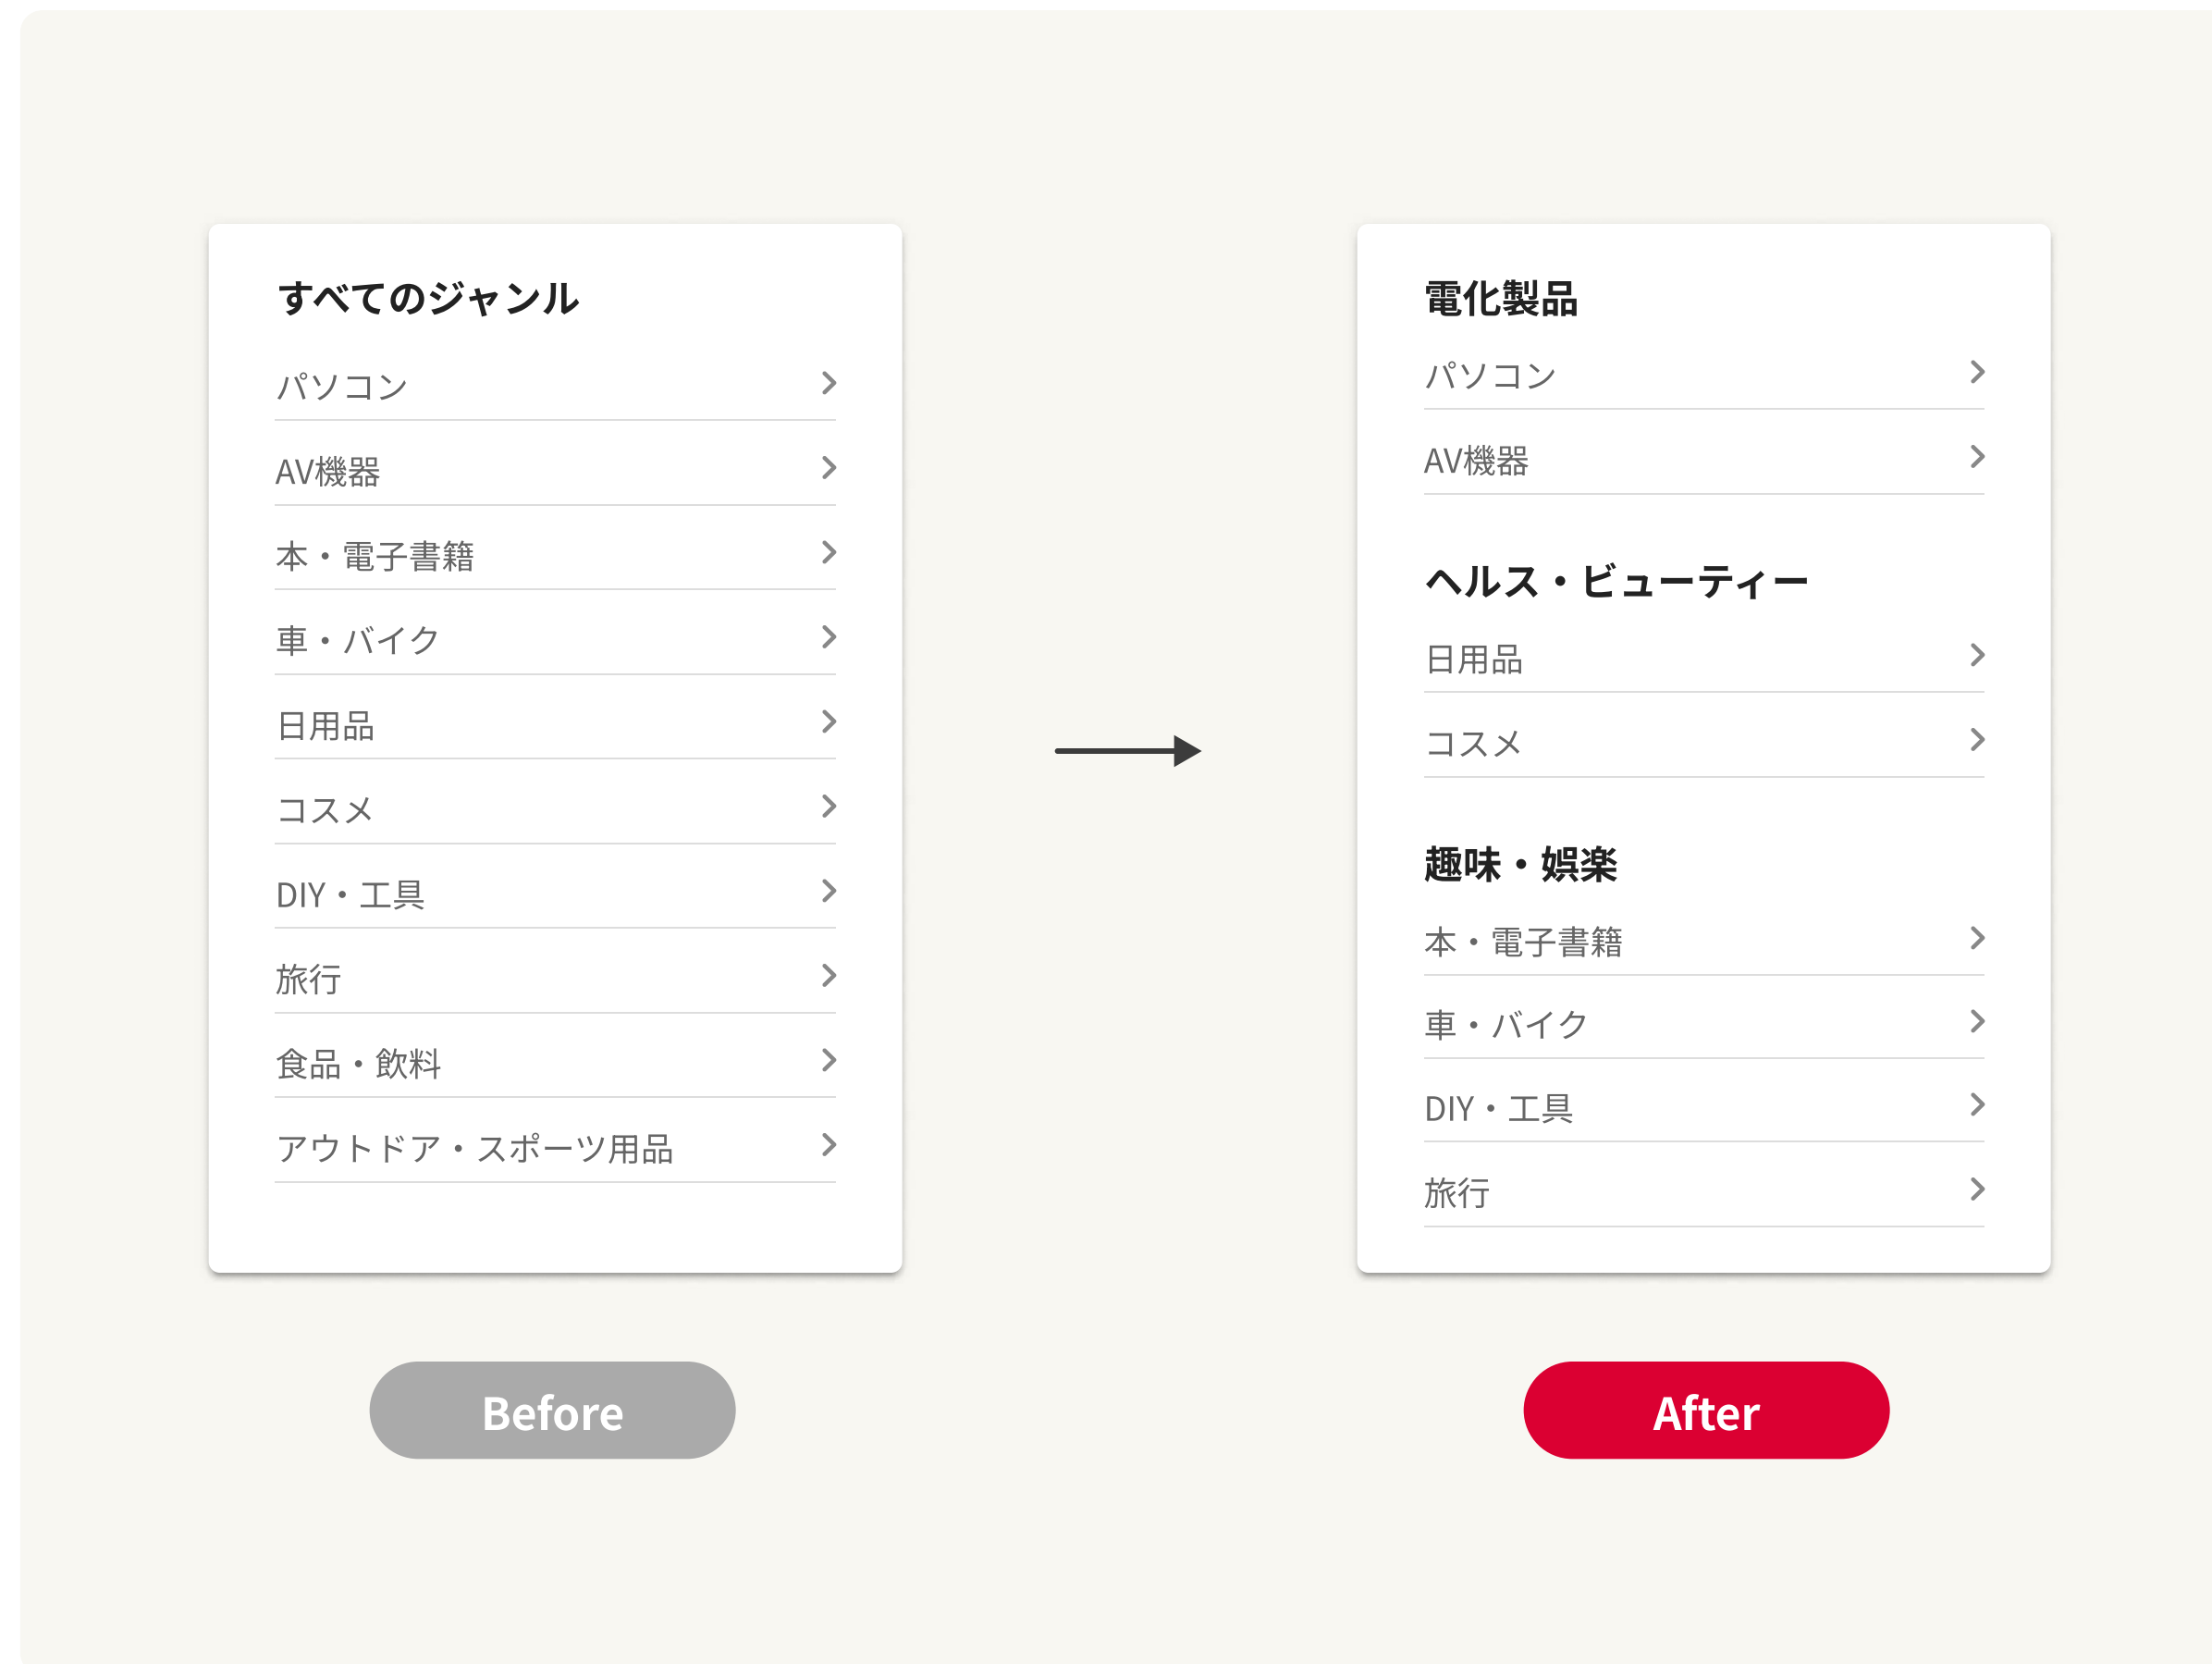 すべてのジャンル
パソコン
AV機器
本・電子書籍
車・バイク
日用品
コスメ
DIY・工具
旅行
食品・飲料
アウトドア・スポーツ用品
Before
電化製品
パソコン
AV機器
ヘルス・ビューティー
日用品
コスメ
趣味・娯楽
本・電子書籍
車・バイク
DIY・工具
旅行
After